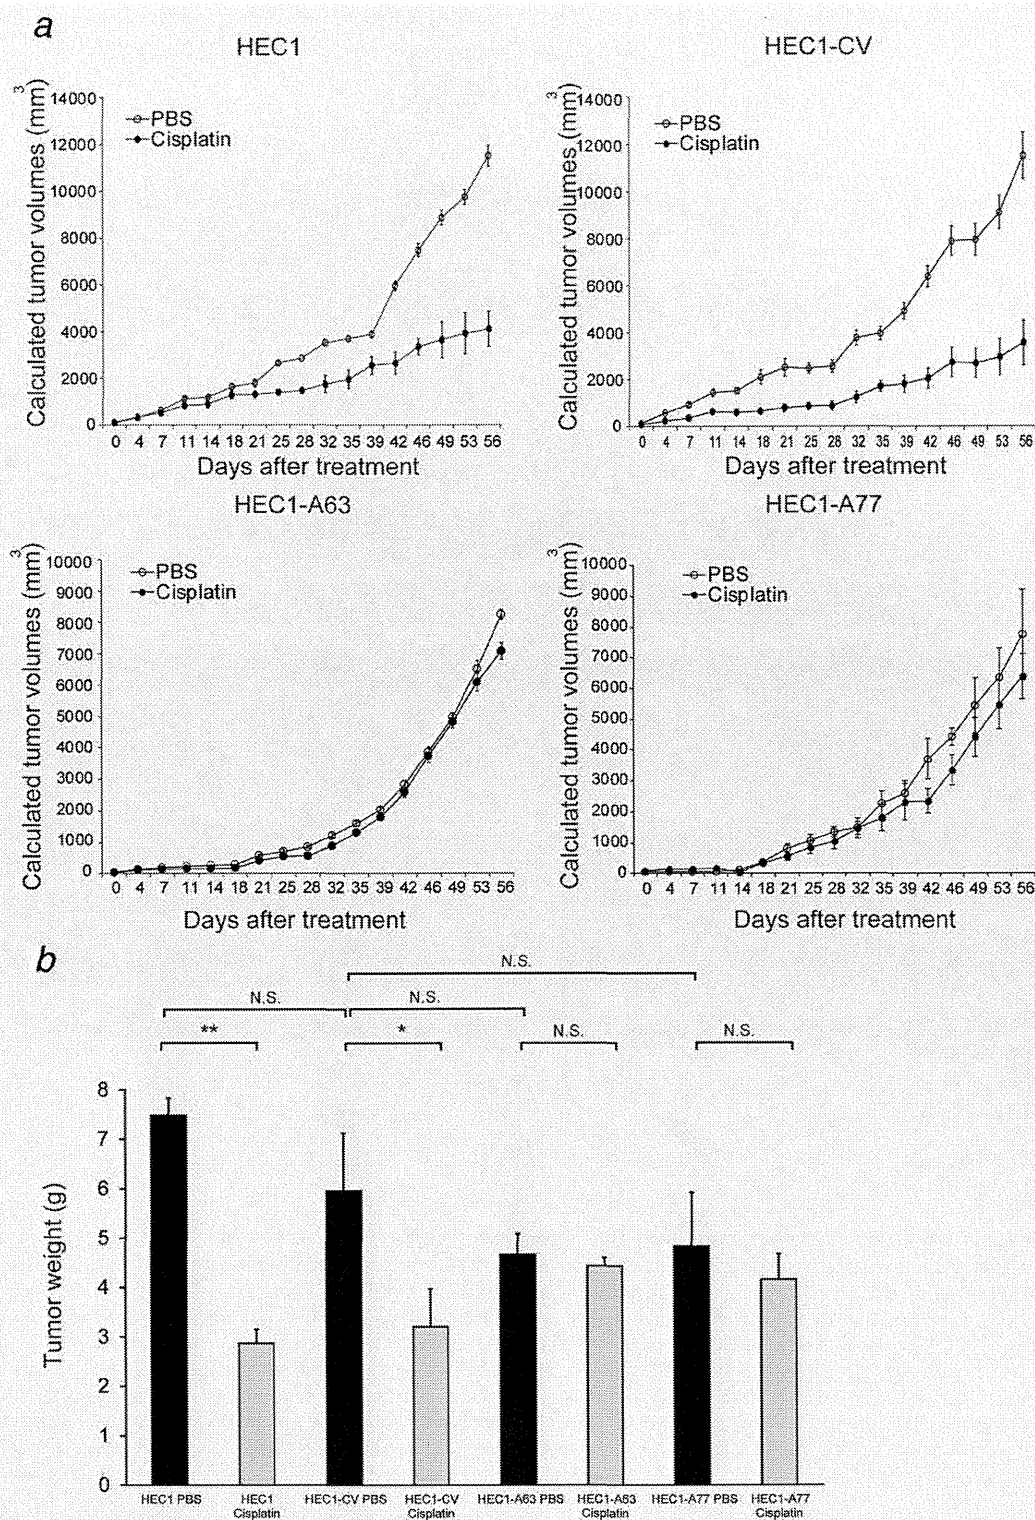 a
HEC1
Calculated tumor volumes (mm3)
14000
12000
10000
8000
6000
4000
2000
0
PBS
Cisplatin
0 4 7 11 14 18 21 24 28 32 35 39 42 46 49 53 56
Days after treatment
HEC1-CV
Calculated tumor volumes (mm3)
14000
12000
10000
8000
6000
4000
2000
0
PBS
Cisplatin
0 4 7 11 14 18 21 25 28 32 35 39 42 46 49 53 56
Days after treatment
HEC1-A63
Calculated tumor volumes (mm3)
10000
9000
8000
7000
6000
5000
4000
3000
2000
1000
0
PBS
Cisplatin
0 4 7 10 14 17 21 25 28 32 35 39 42 46 49 53 56
Days after treatment
HEC1-A77
Calculated tumor volumes (mm3)
10000
9000
8000
7000
6000
5000
4000
3000
2000
1000
0
PBS
Cisplatin
0 4 7 11 14 18 21 25 28 32 35 39 42 46 49 53 56
Days after treatment
b
N.S.
N.S. N.S.
** * N.S. N.S.
Tumor weight (g)
8
7
6
5
4
3
2
1
0
HEC1 PBS HEC1 HEC1-CV PBS HEC1-CV HEC1-A63 PBS HEC1-A63 HEC1-A77 PBS HEC1-A77
Cisplatin Cisplatin Cisplatin Cisplatin